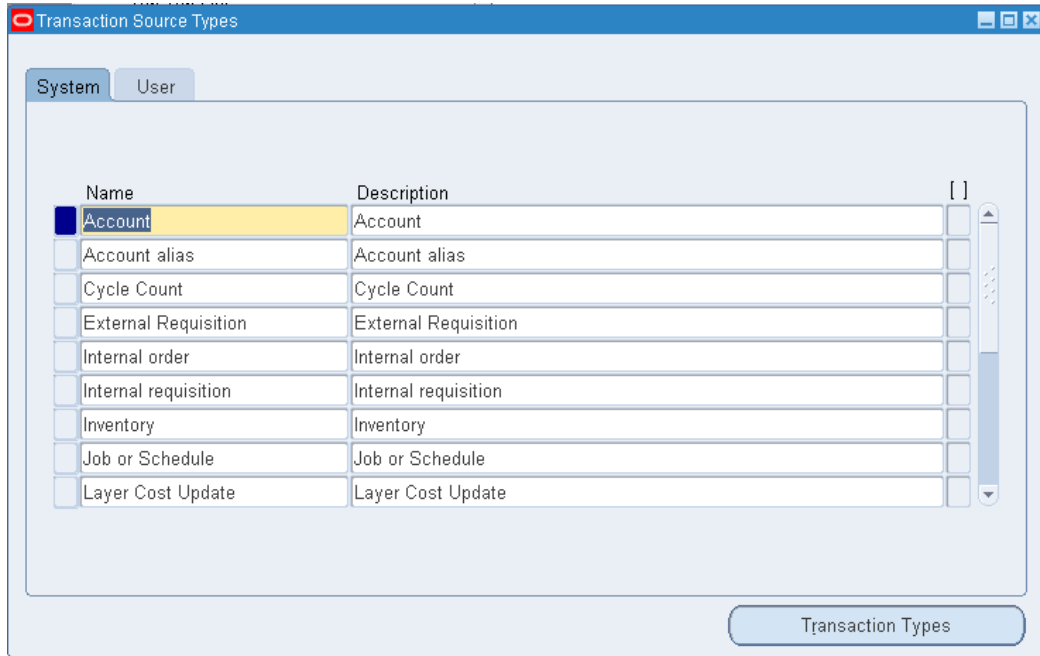 Transaction Source Types
System User
Name Description [ ]
Account Account
Account alias Account alias
Cycle Count Cycle Count
External Requisition External Requisition
Internal order Internal order
Internal requisition Internal requisition
Inventory Inventory
Job or Schedule Job or Schedule
Layer Cost Update Layer Cost Update
Transaction Types